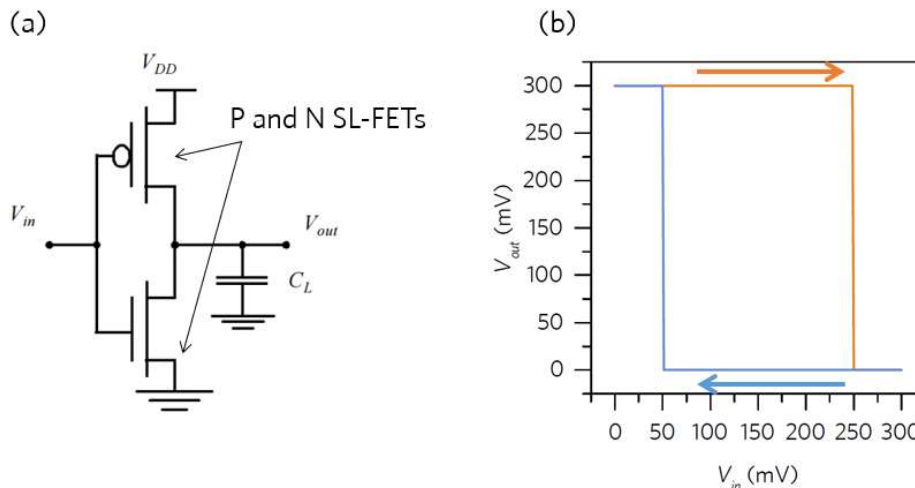 (a)
V_DD
P and N SL-FETs
V_in
V_out
C_L
(b)
300
250
200
150
100
50
0
V_out (mV)
0 50 100 150 200 250 300
V_in (mV)